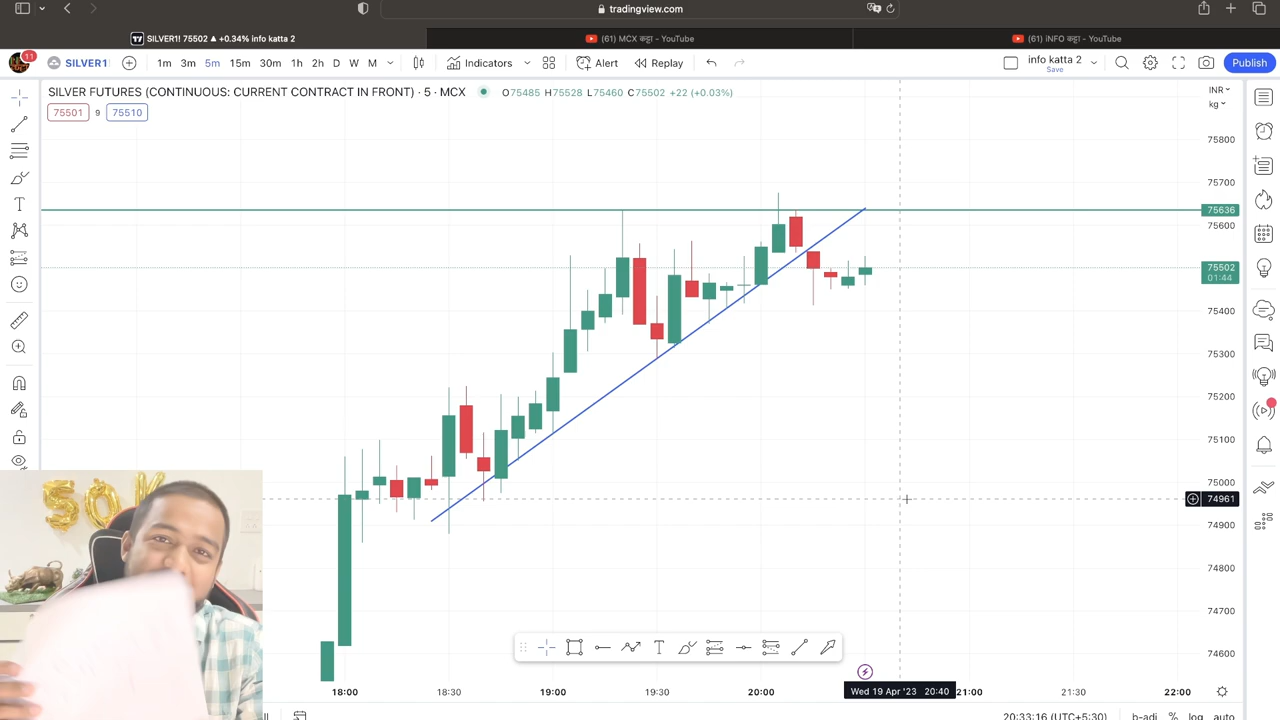 tradingview.com
SILVER1! 75502 ▲ +0.34% info katta 2
(61) MCX कट्टा - YouTube
(61) iNFO कट्टा - YouTube
11
SILVER1
1m 3m 5m 15m 30m 1h 2h D W M
Indicators
Alert
Replay
info katta 2
Save
Publish
SILVER FUTURES (CONTINUOUS: CURRENT CONTRACT IN FRONT) · 5 · MCX
O75485 H75528 L75460 C75502 +22 (+0.03%)
INR
kg
75501 9 75510
75800
75700
75636
75600
75502
01:44
75400
75300
75200
75100
75000
74961
74900
74800
74700
74600
50K
18:00 18:30 19:00 19:30 20:00 Wed 19 Apr '23 20:40 21:00 21:30 22:00
20:33:16 (UTC+5:30) b-adj % log auto